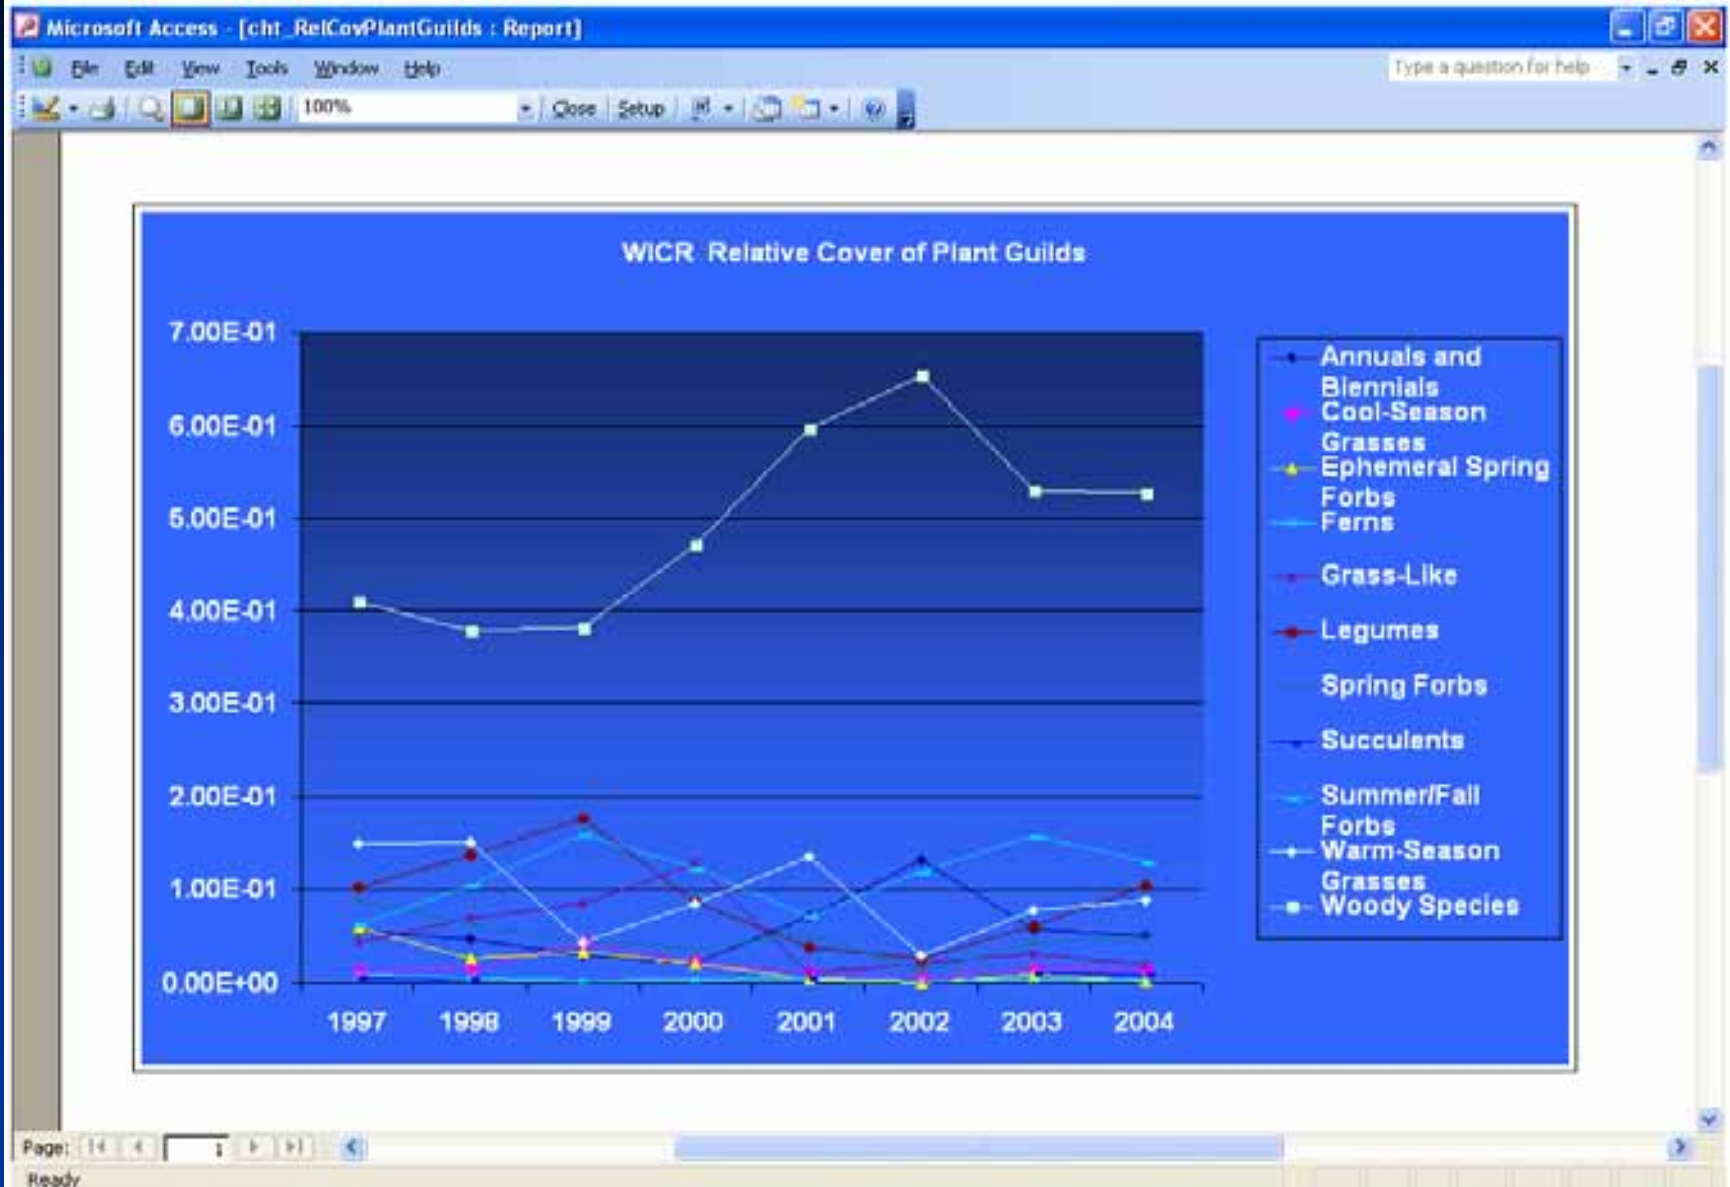 Microsoft Access - [cht_RelCovPlantGuilds : Report]
File Edit View Tools Window Help
Type a question for help
100%
Close Setup
WICR Relative Cover of Plant Guilds
7.00E-01
6.00E-01
5.00E-01
4.00E-01
3.00E-01
2.00E-01
1.00E-01
0.00E+00
1997 1998 1999 2000 2001 2002 2003 2004
Annuals and
Biennials
Cool-Season
Grasses
Ephemeral Spring
Forbs
Ferns
Grass-Like
Legumes
Spring Forbs
Succulents
Summer/Fall
Forbs
Warm-Season
Grasses
Woody Species
Page: 1
Ready